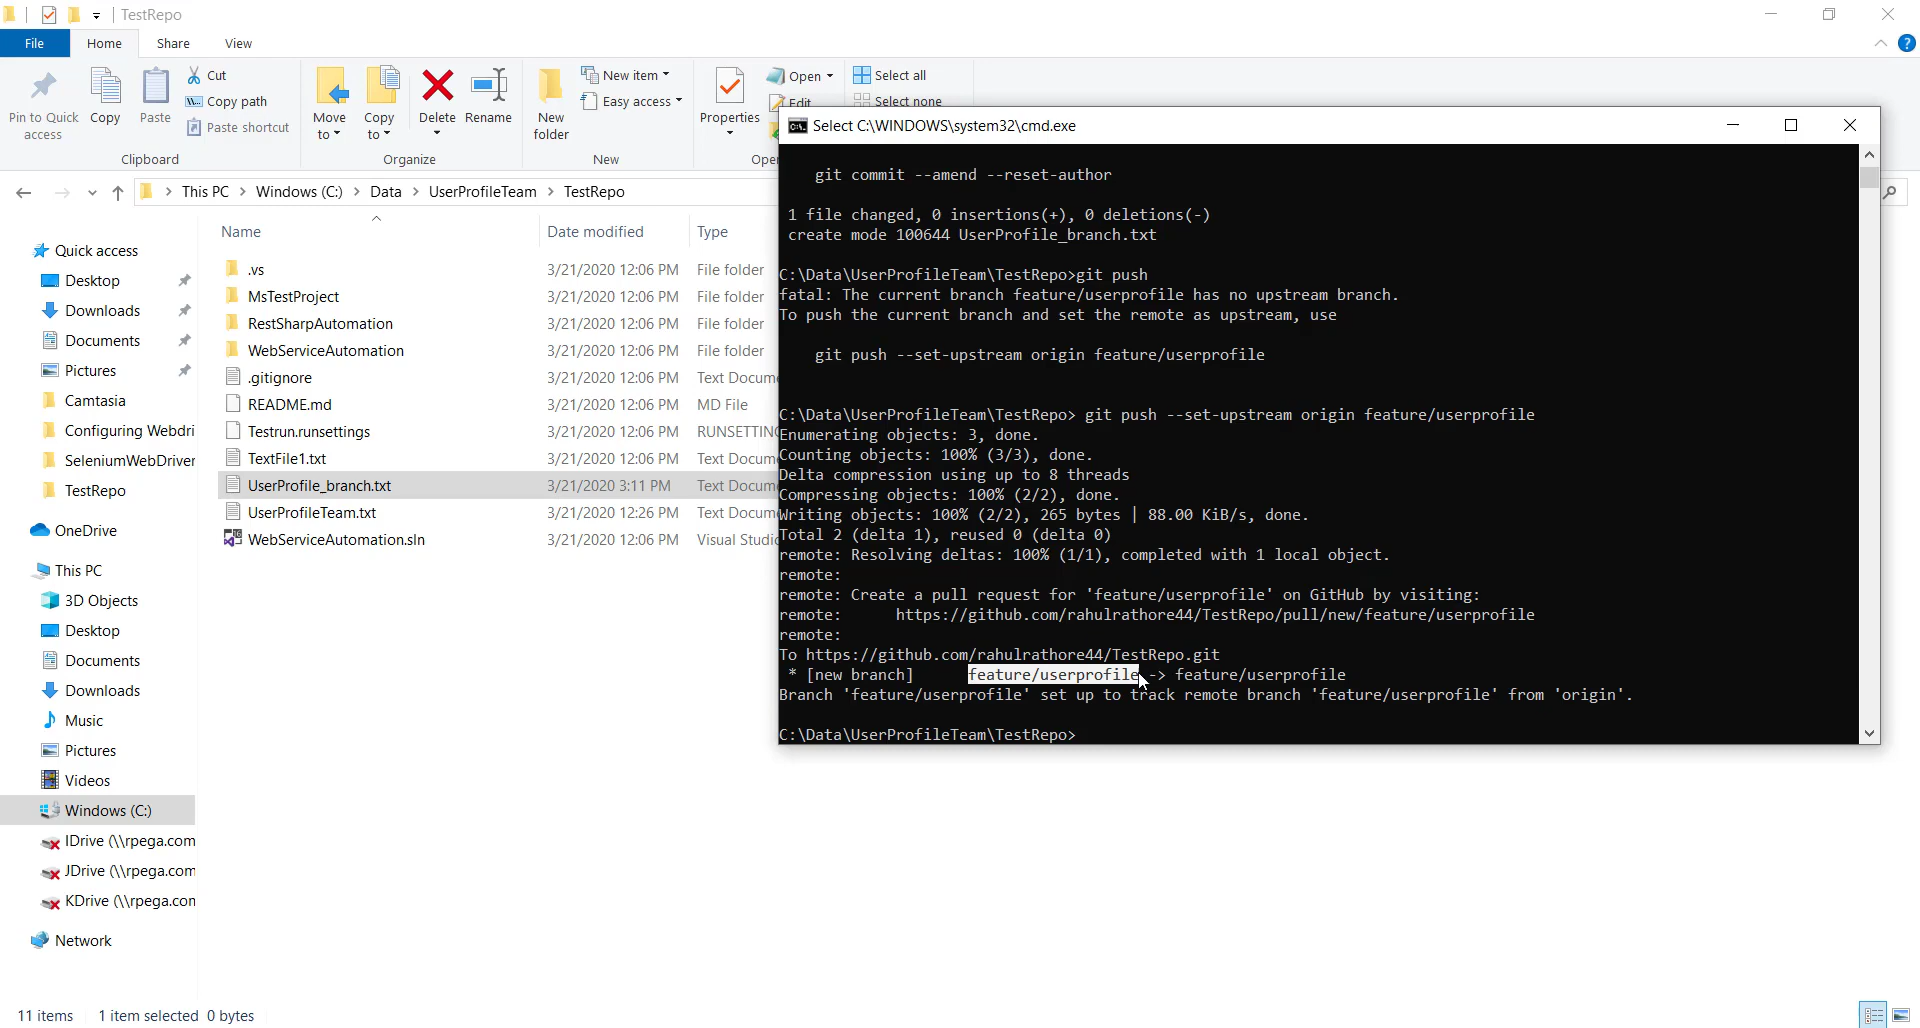 TestRepo
File Home Share View
Pin to Quick access
Copy
Paste
Cut
Copy path
Paste shortcut
Clipboard
Move to
Copy to
Delete
Rename
Organize
New folder
New item
Easy access
New
Properties
Open
Edit
Select all
Select none
Open
This PC > Windows (C:) > Data > UserProfileTeam > TestRepo
Quick access
Desktop
Downloads
Documents
Pictures
Camtasia
Configuring Webdri
SeleniumWebDriver
TestRepo
OneDrive
This PC
3D Objects
Desktop
Documents
Downloads
Music
Pictures
Videos
Windows (C:)
IDrive (\\rpega.com
JDrive (\\rpega.com
KDrive (\\rpega.con
Network
Name Date modified Type
.vs 3/21/2020 12:06 PM File folder
MsTestProject 3/21/2020 12:06 PM File folder
RestSharpAutomation 3/21/2020 12:06 PM File folder
WebServiceAutomation 3/21/2020 12:06 PM File folder
.gitignore 3/21/2020 12:06 PM Text Docum
README.md 3/21/2020 12:06 PM MD File
Testrun.runsettings 3/21/2020 12:06 PM RUNSETTING
TextFile1.txt 3/21/2020 12:06 PM Text Docum
UserProfile_branch.txt 3/21/2020 3:11 PM Text Docum
UserProfileTeam.txt 3/21/2020 12:26 PM Text Docum
WebServiceAutomation.sln 3/21/2020 12:06 PM Visual Studi
Select C:\WINDOWS\system32\cmd.exe
git commit --amend --reset-author
1 file changed, 0 insertions(+), 0 deletions(-)
create mode 100644 UserProfile_branch.txt
C:\Data\UserProfileTeam\TestRepo>git push
fatal: The current branch feature/userprofile has no upstream branch.
To push the current branch and set the remote as upstream, use
git push --set-upstream origin feature/userprofile
C:\Data\UserProfileTeam\TestRepo> git push --set-upstream origin feature/userprofile
Enumerating objects: 3, done.
Counting objects: 100% (3/3), done.
Delta compression using up to 8 threads
Compressing objects: 100% (2/2), done.
Writing objects: 100% (2/2), 265 bytes | 88.00 KiB/s, done.
Total 2 (delta 1), reused 0 (delta 0)
remote: Resolving deltas: 100% (1/1), completed with 1 local object.
remote:
remote: Create a pull request for 'feature/userprofile' on GitHub by visiting:
remote: https://github.com/rahulrathore44/TestRepo/pull/new/feature/userprofile
remote:
To https://github.com/rahulrathore44/TestRepo.git
* [new branch] feature/userprofile -> feature/userprofile
Branch 'feature/userprofile' set up to track remote branch 'feature/userprofile' from 'origin'.
C:\Data\UserProfileTeam\TestRepo>
11 items 1 item selected 0 bytes